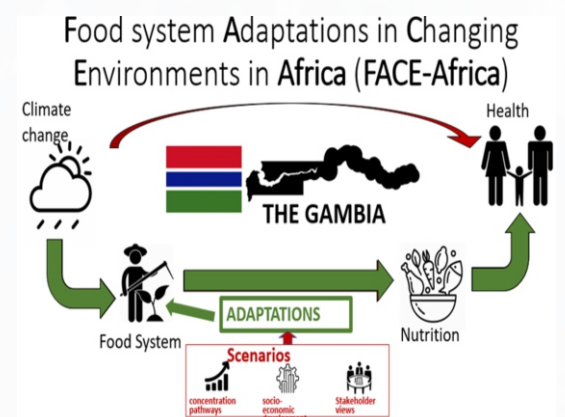 Food system Adaptations in Changing
Environments in Africa (FACE-Africa)
Climate
change
Health
THE GAMBIA
ADAPTATIONS
Food System
Nutrition
Scenarios
concentration
pathways
socio-
economic
Stakeholder
views